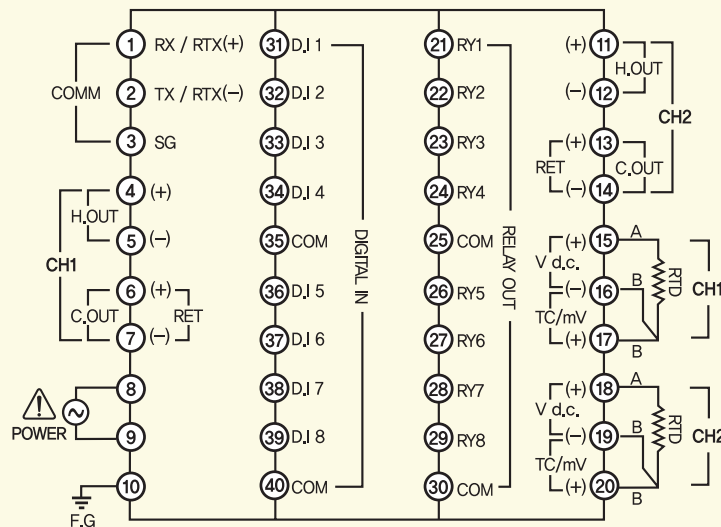 1 RX / RTX(+)
2 TX / RTX(-)
3 SG
COMM
4 (+)
H.OUT
5 (-)
CH1
6 (+)
C.OUT RET
7 (-)
8
POWER
9
10
F.G
31 D.I 1
32 D.I 2
33 D.I 3
34 D.I 4
35 COM
36 D.I 5
37 D.I 6
38 D.I 7
39 D.I 8
40 COM
DIGITAL IN
21 RY1
22 RY2
23 RY3
24 RY4
25 COM
26 RY5
27 RY6
28 RY7
29 RY8
30 COM
RELAY OUT
(+) 11
H.OUT
(-) 12
CH2
(+) 13
RET C.OUT
(-) 14
(+) 15 A
V d.c.
(-) 16 B
RTD CH1
TC/mV
(+) 17 B
(+) 18 A
V d.c.
(-) 19 B
RTD CH2
TC/mV
(+) 20 B